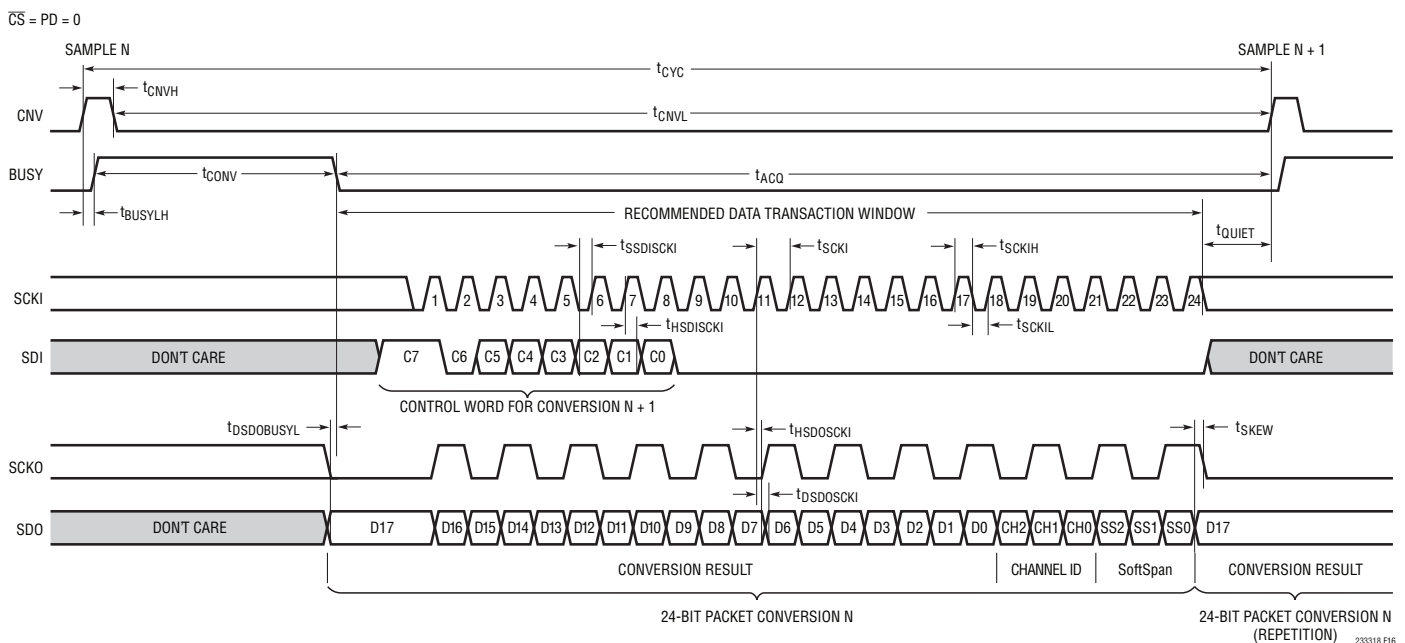 CS = PD = 0
SAMPLE N
SAMPLE N + 1
tCYC
tCNVH
CNV
tCNVL
BUSY
tCONV
tACQ
tBUSYLH
RECOMMENDED DATA TRANSACTION WINDOW
tQUIET
tSSDISCKI
tSCKI
tSCKIH
SCKI
1 2 3 4 5 6 7 8 9 10 11 12 13 14 15 16 17 18 19 20 21 22 23 24
tHSDISCKI
tSCKIL
SDI
DON'T CARE
C7 C6 C5 C4 C3 C2 C1 C0
DON'T CARE
CONTROL WORD FOR CONVERSION N + 1
tDSDOBUSYL
tHSDOSCKI
tSKEW
SCKO
tDSDOSCKI
SDO
DON'T CARE
D17 D16 D15 D14 D13 D12 D11 D10 D9 D8 D7 D6 D5 D4 D3 D2 D1 D0 CH2 CH1 CH0 SS2 SS1 SS0 D17
CONVERSION RESULT
CHANNEL ID
SoftSpan
CONVERSION RESULT
24-BIT PACKET CONVERSION N
24-BIT PACKET CONVERSION N
(REPETITION)
233318 F16